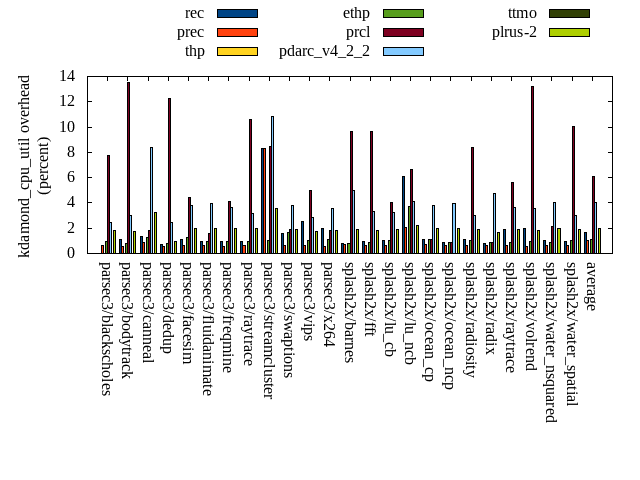 rec ethp ttmo
prec prcl plrus-2
thp pdarc_v4_2_2
kdamond_cpu_util overhead
(percent)
14
12
10
8
6
4
2
0
parsec3/blackscholes
parsec3/bodytrack
parsec3/canneal
parsec3/dedup
parsec3/facesim
parsec3/fluidanimate
parsec3/freqmine
parsec3/raytrace
parsec3/streamcluster
parsec3/swaptions
parsec3/vips
parsec3/x264
splash2x/barnes
splash2x/fft
splash2x/lu_cb
splash2x/lu_ncb
splash2x/ocean_cp
splash2x/ocean_ncp
splash2x/radiosity
splash2x/radix
splash2x/raytrace
splash2x/volrend
splash2x/water_nsquared
splash2x/water_spatial
average